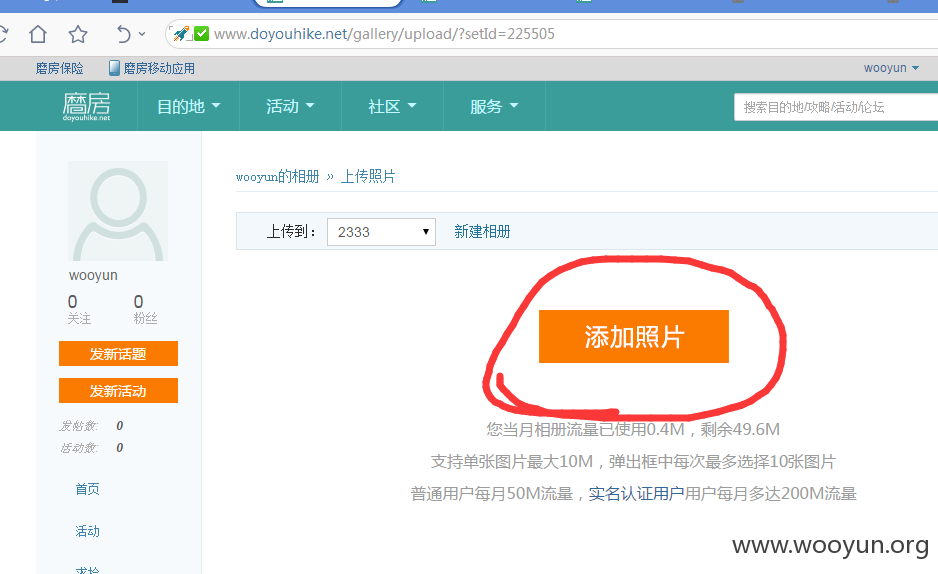 www.doyouhike.net/gallery/upload/?setId=225505
磨房保险 磨房移动应用 wooyun
磨房 doyouhike.net 目的地 活动 社区 服务 搜索目的地/攻略/活动/论坛
wooyun的相册 » 上传照片
上传到： 2333 新建相册
wooyun
0 0
关注 粉丝
添加照片
发新话题
发新活动
发帖数: 0
活动数: 0
您当月相册流量已使用0.4M，剩余49.6M
支持单张图片最大10M，弹出框中每次最多选择10张图片
普通用户每月50M流量，实名认证用户用户每月多达200M流量
首页
活动
www.wooyun.org